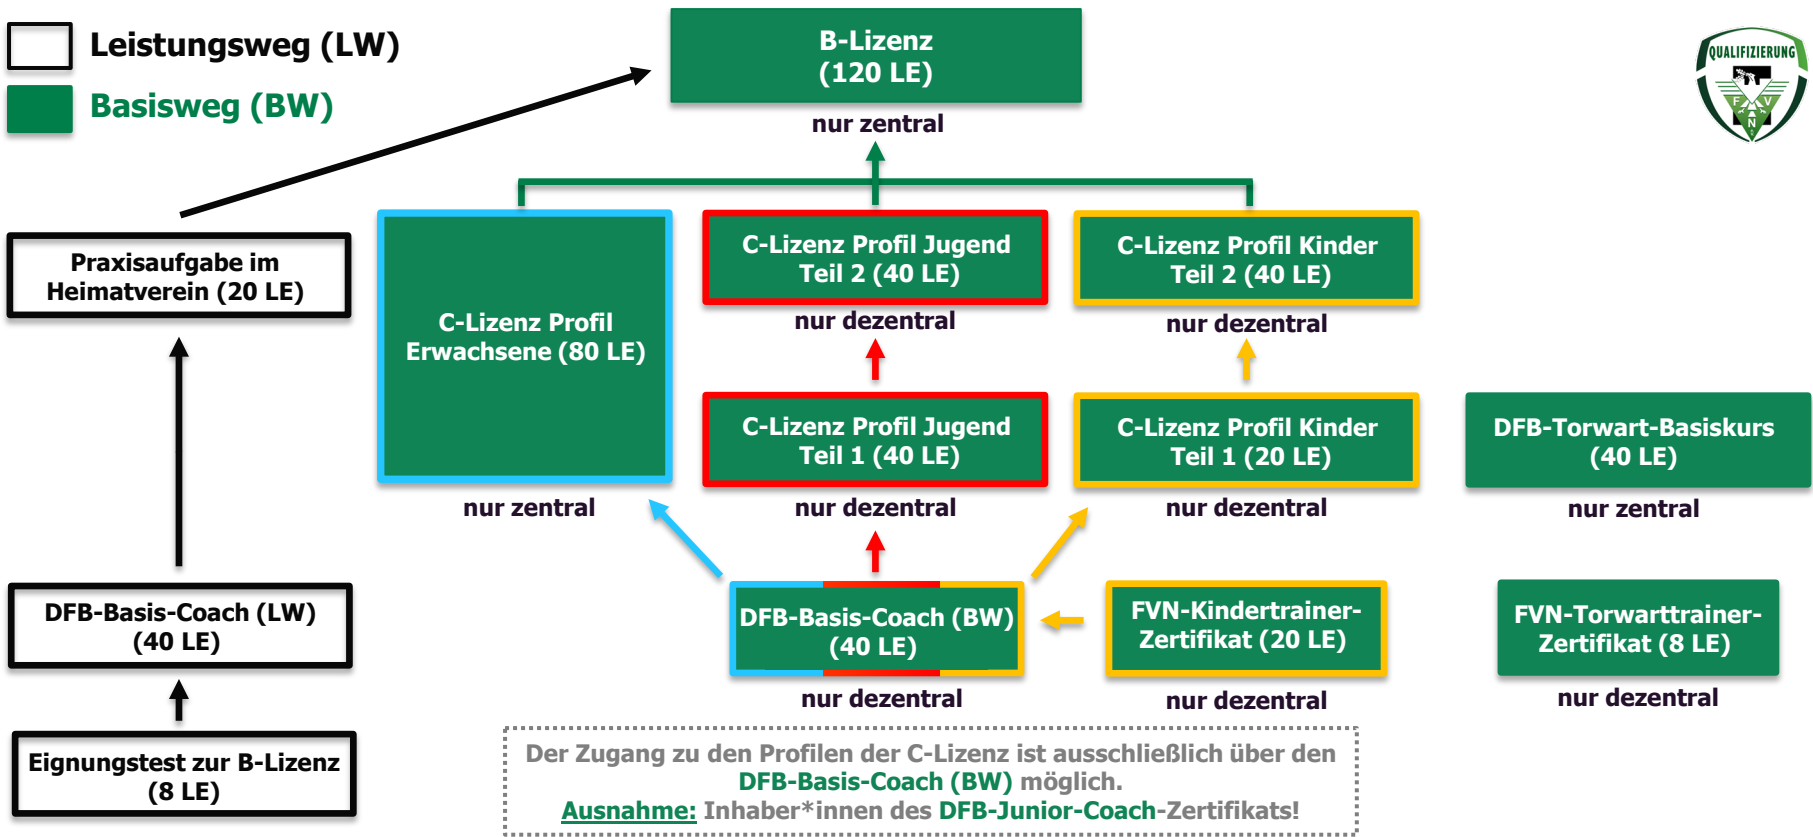 Leistungsweg (LW)
Basisweg (BW)
B-Lizenz
(120 LE)
nur zentral
QUALIFIZIERUNG
F V
N
Praxisaufgabe im
Heimatverein (20 LE)
DFB-Basis-Coach (LW)
(40 LE)
Eignungstest zur B-Lizenz
(8 LE)
C-Lizenz Profil
Erwachsene (80 LE)
nur zentral
C-Lizenz Profil Jugend
Teil 2 (40 LE)
nur dezentral
C-Lizenz Profil Jugend
Teil 1 (40 LE)
nur dezentral
C-Lizenz Profil Kinder
Teil 2 (40 LE)
nur dezentral
C-Lizenz Profil Kinder
Teil 1 (20 LE)
nur dezentral
DFB-Torwart-Basiskurs
(40 LE)
nur zentral
DFB-Basis-Coach (BW)
(40 LE)
nur dezentral
FVN-Kindertrainer-
Zertifikat (20 LE)
nur dezentral
FVN-Torwarttrainer-
Zertifikat (8 LE)
nur dezentral
Der Zugang zu den Profilen der C-Lizenz ist ausschließlich über den
DFB-Basis-Coach (BW) möglich.
Ausnahme: Inhaber*innen des DFB-Junior-Coach-Zertifikats!